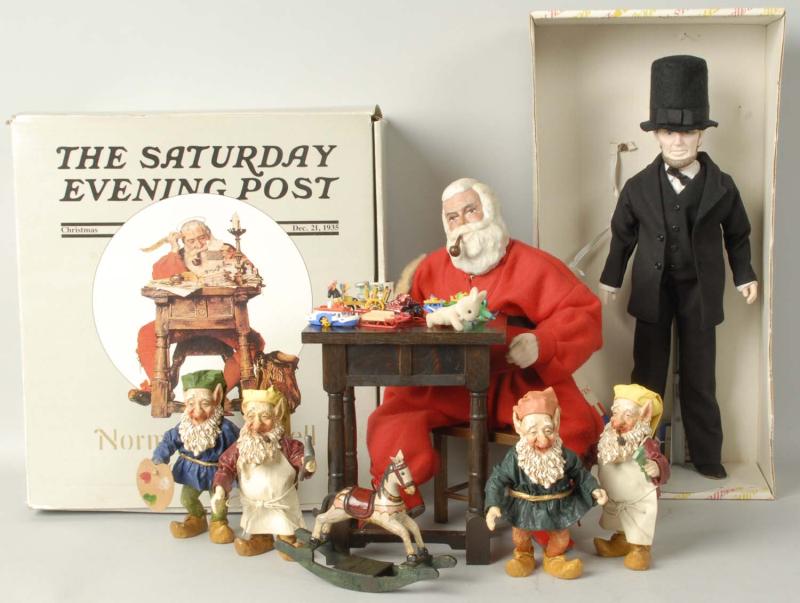 THE SATURDAY
EVENING POST
Christmas
Dec. 21, 1935